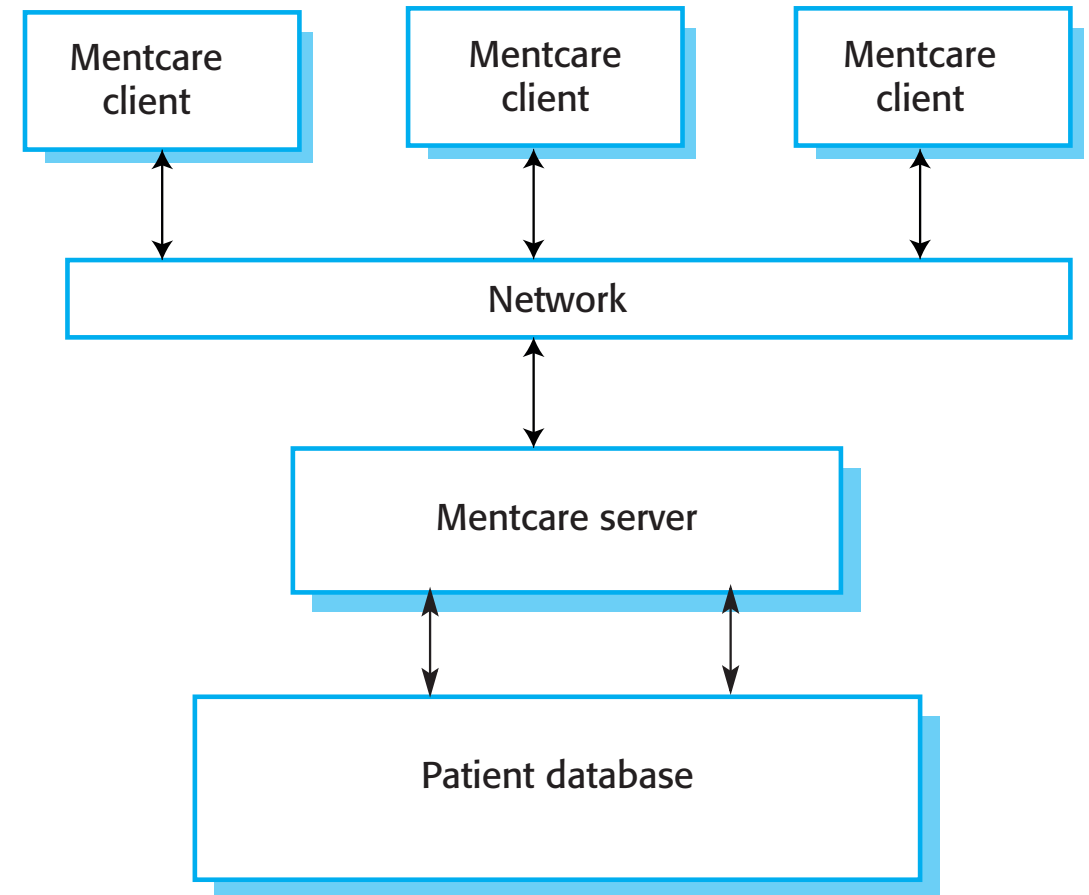 Mentcare
client
Mentcare
client
Mentcare
client
Network
Mentcare server
Patient database